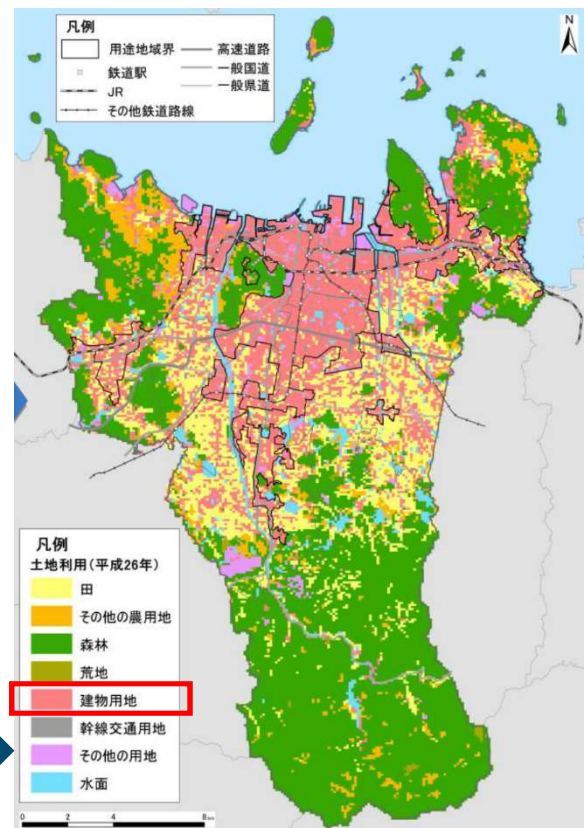 凡例
用途地域界
鉄道駅
JR
その他鉄道路線
高速道路
一般国道
一般県道
N
凡例
土地利用(平成26年)
田
その他の農用地
森林
荒地
建物用地
幹線交通用地
その他の用地
水面
0 2 4 8 km